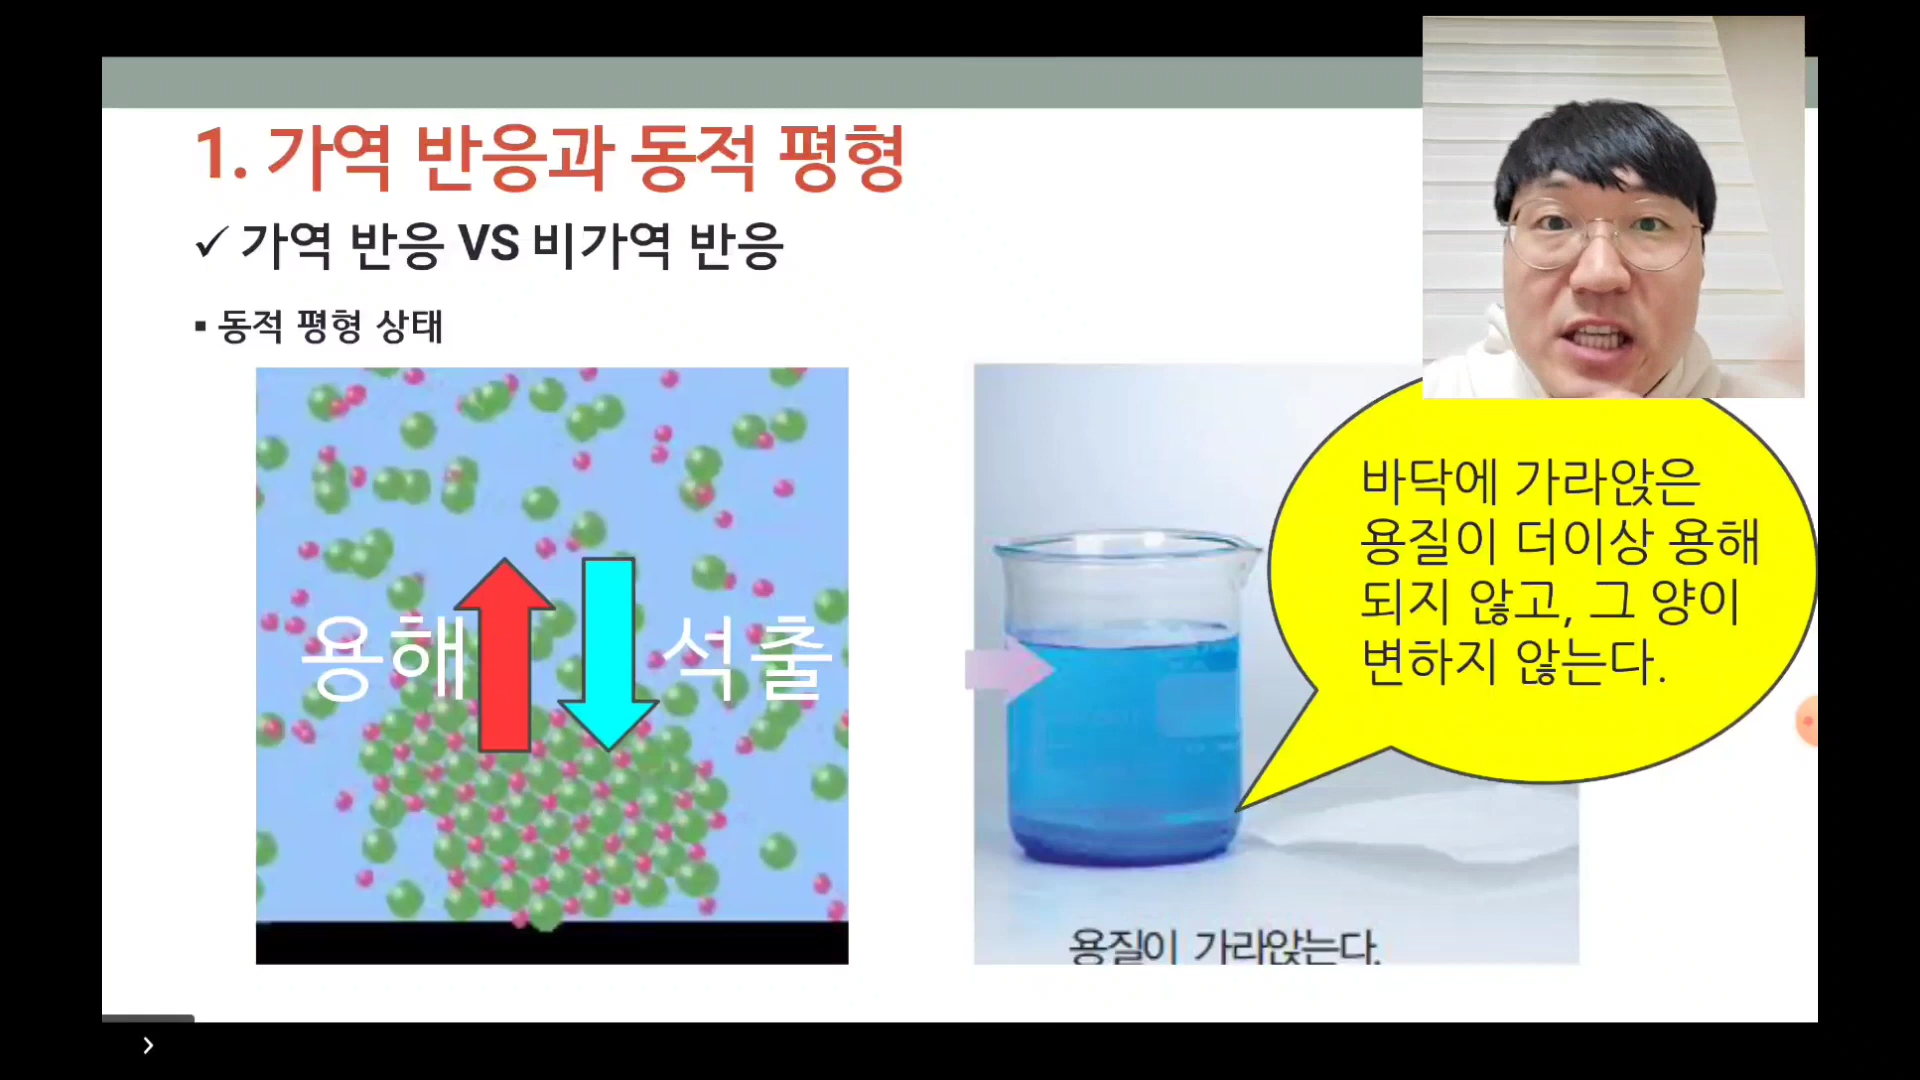 1. 가역 반응과 동적 평형
✓ 가역 반응 VS 비가역 반응
▪ 동적 평형 상태
용해
석출
바닥에 가라앉은
용질이 더이상 용해
되지 않고, 그 양이
변하지 않는다.
용질이 가라앉는다.